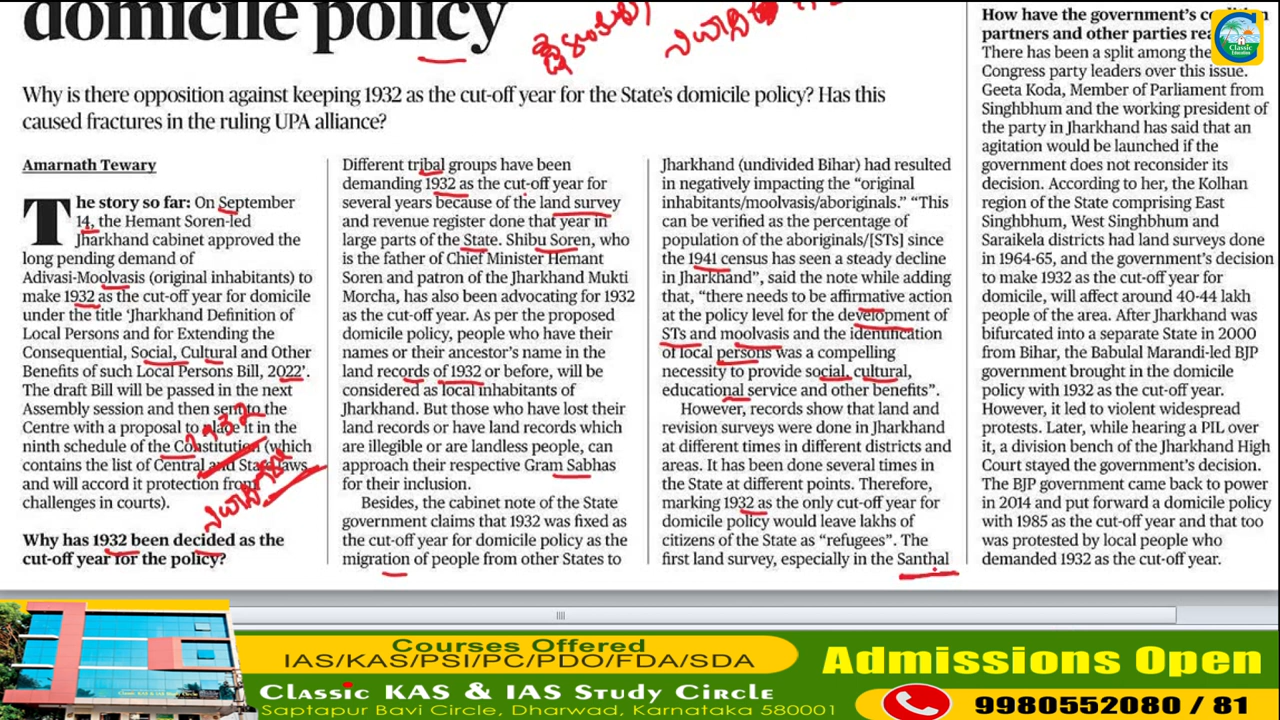 domicile policy
Why is there opposition against keeping 1932 as the cut-off year for the State's domicile policy? Has this
caused fractures in the ruling UPA alliance?
Amarnath Tewary
The story so far: On September
14, the Hemant Soren-led
Jharkhand cabinet approved the
long pending demand of
Adivasi-Moolvasis (original inhabitants) to
make 1932 as the cut-off year for domicile
under the title 'Jharkhand Definition of
Local Persons and for Extending the
Consequential, Social, Cultural and Other
Benefits of such Local Persons Bill, 2022'.
The draft Bill will be passed in the next
Assembly session and then sent to the
Centre with a proposal to place it in the
ninth schedule of the Constitution (which
contains the list of Central and State laws
and will accord it protection from
challenges in courts).
1932
Why has 1932 been decided as the
cut-off year for the policy?
Different tribal groups have been
demanding 1932 as the cut-off year for
several years because of the land survey
and revenue register done that year in
large parts of the State. Shibu Soren, who
is the father of Chief Minister Hemant
Soren and patron of the Jharkhand Mukti
Morcha, has also been advocating for 1932
as the cut-off year. As per the proposed
domicile policy, people who have their
names or their ancestor's name in the
land records of 1932 or before, will be
considered as local inhabitants of
Jharkhand. But those who have lost their
land records or have land records which
are illegible or are landless people, can
approach their respective Gram Sabhas
for their inclusion.
Besides, the cabinet note of the State
government claims that 1932 was fixed as
the cut-off year for domicile policy as the
migration of people from other States to
Jharkhand (undivided Bihar) had resulted
in negatively impacting the "original
inhabitants/moolvasis/aboriginals." "This
can be verified as the percentage of
population of the aboriginals/[STs] since
the 1941 census has seen a steady decline
in Jharkhand", said the note while adding
that, "there needs to be affirmative action
at the policy level for the development of
STs and moolvasis and the identification
of local persons was a compelling
necessity to provide social, cultural,
educational service and other benefits".
However, records show that land and
revision surveys were done in Jharkhand
at different times in different districts and
areas. It has been done several times in
the State at different points. Therefore,
marking 1932 as the only cut-off year for
domicile policy would leave lakhs of
citizens of the State as "refugees". The
first land survey, especially in the Santhal
How have the government's
partners and other parties
There has been a split among the
Congress party leaders over this issue.
Geeta Koda, Member of Parliament from
Singhbhum and the working president of
the party in Jharkhand has said that an
agitation would be launched if the
government does not reconsider its
decision. According to her, the Kolhan
region of the State comprising East
Singhbhum, West Singhbhum and
Saraikela districts had land surveys done
in 1964-65, and the government's decision
to make 1932 as the cut-off year for
domicile, will affect around 40-44 lakh
people of the area. After Jharkhand was
bifurcated into a separate State in 2000
from Bihar, the Babulal Marandi-led BJP
government brought in the domicile
policy with 1932 as the cut-off year.
However, it led to violent widespread
protests. Later, while hearing a PIL over
it, a division bench of the Jharkhand High
Court stayed the government's decision.
The BJP government came back to power
in 2014 and put forward a domicile policy
with 1985 as the cut-off year and that too
was protested by local people who
demanded 1932 as the cut-off year.
Classic
Education
Courses Offered
IAS/KAS/PSI/PC/PDO/FDA/SDA
Classic KAS & IAS Study Circle
Saptapur Bavi Circle, Dharwad, Karnataka 580001
Admissions Open
9980552080 / 81